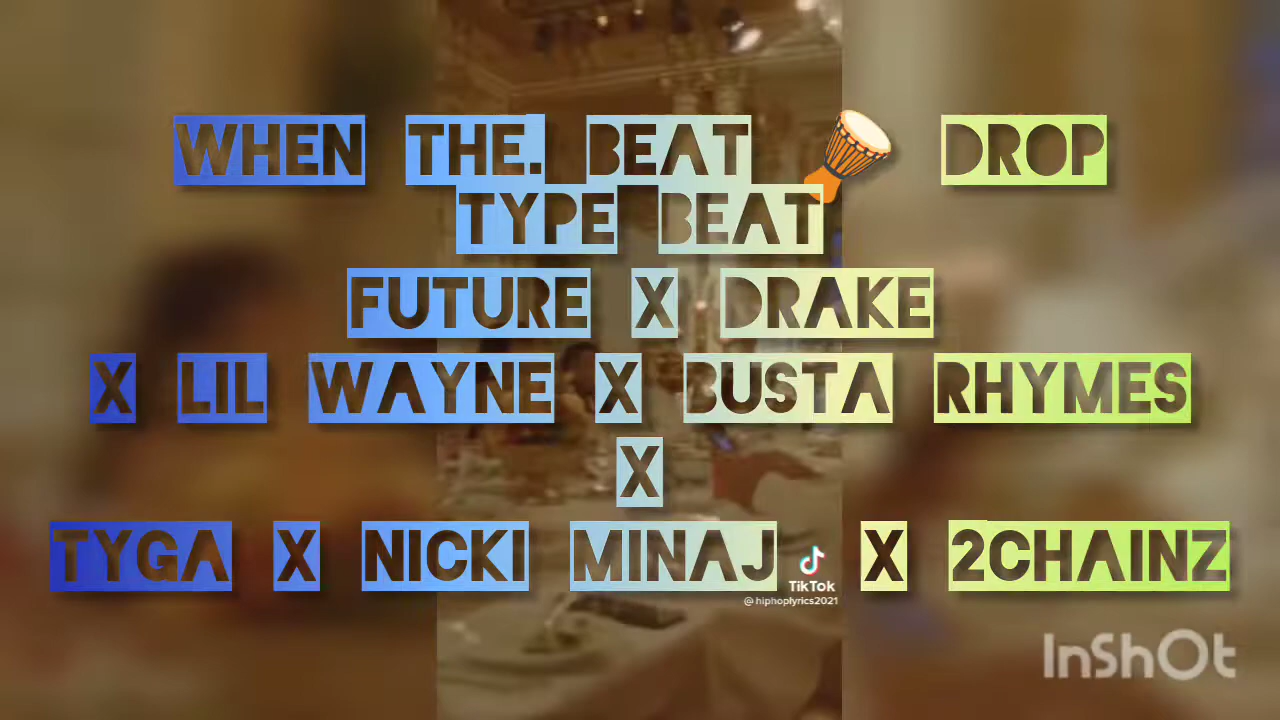 WHEN THE. BEAT 🪘 DROP
TYPE BEAT
FUTURE X DRAKE
X LIL WAYNE X BUSTA RHYMES
X
TYGA X NICKI MINAJ X 2CHAINZ
TikTok
@hiphoplyrics2021
InShOt